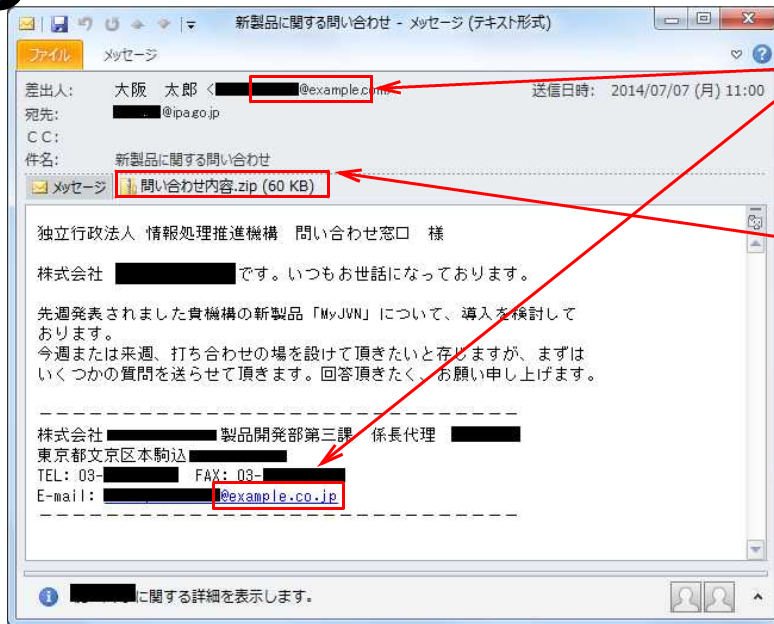 新製品に関する問い合わせ - メッセージ (テキスト形式)
ファイル メッセージ
差出人: 大阪 太郎 < @example.com> 送信日時: 2014/07/07 (月) 11:00
宛先: @ipa.go.jp
CC:
件名: 新製品に関する問い合わせ
メッセージ 問い合わせ内容.zip (60 KB)
独立行政法人 情報処理推進機構 問い合わせ窓口 様
株式会社 です。いつもお世話になっております。
先週発表されました貴機構の新製品「MyJVN」について、導入を検討して
おります。
今週または来週、打ち合わせの場を設けて頂きたいと存じますが、まずは
いくつかの質問を送らせて頂きます。回答頂きたく、お願い申し上げます。
－－－－－－－－－－－－－－－－－－－－－－－－－－－－－
株式会社 製品開発部第三課 係長代理
東京都文京区本駒込
TEL: 03- FAX: 03-
E-mail: @example.co.jp
－－－－－－－－－－－－－－－－－－－－－－－－－－－－－
に関する詳細を表示します。